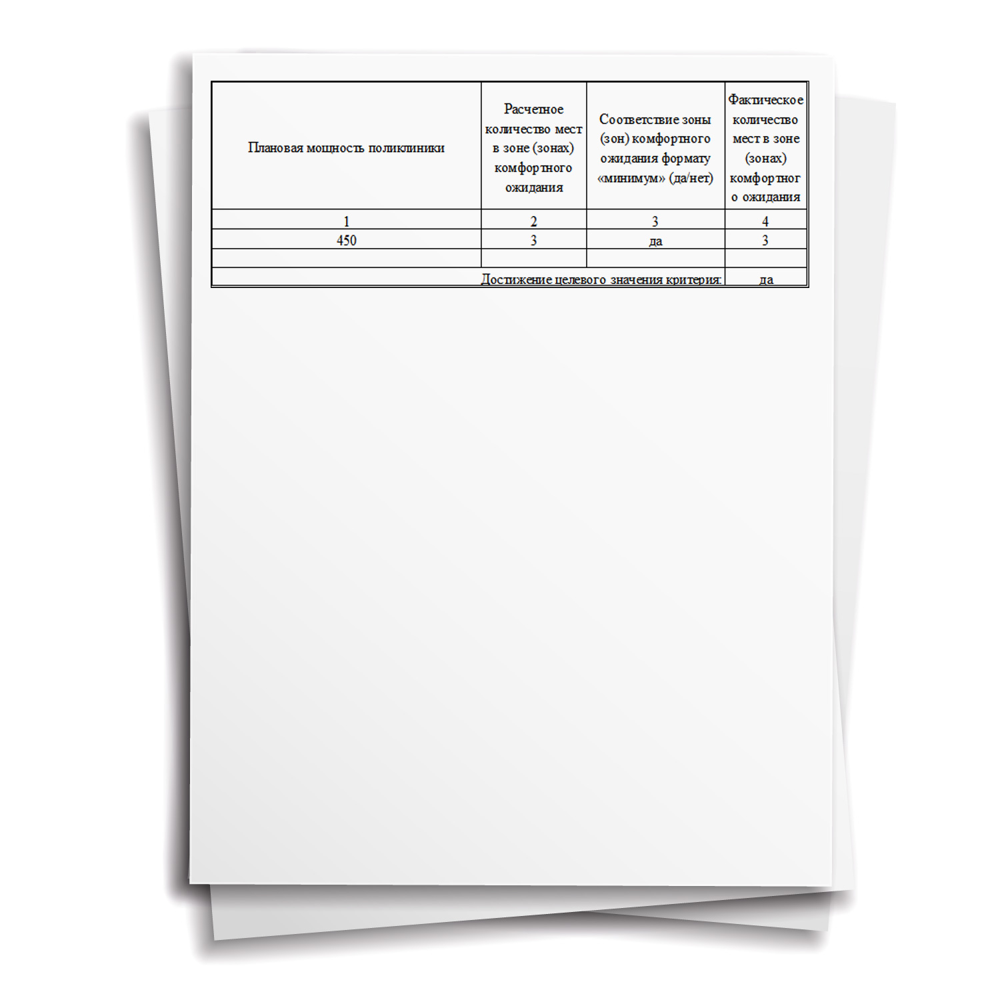 Плановая мощность поликлиники
Расчетное
количество мест
в зоне (зонах)
комфортного
ожидания
Соответствие зоны
(зон) комфортного
ожидания формату
«минимум» (да/нет)
Фактическое
количество
мест в зоне
(зонах)
комфортног
о ожидания
1 2 3 4
450 3 да 3
Достижение целевого значения критерия: да